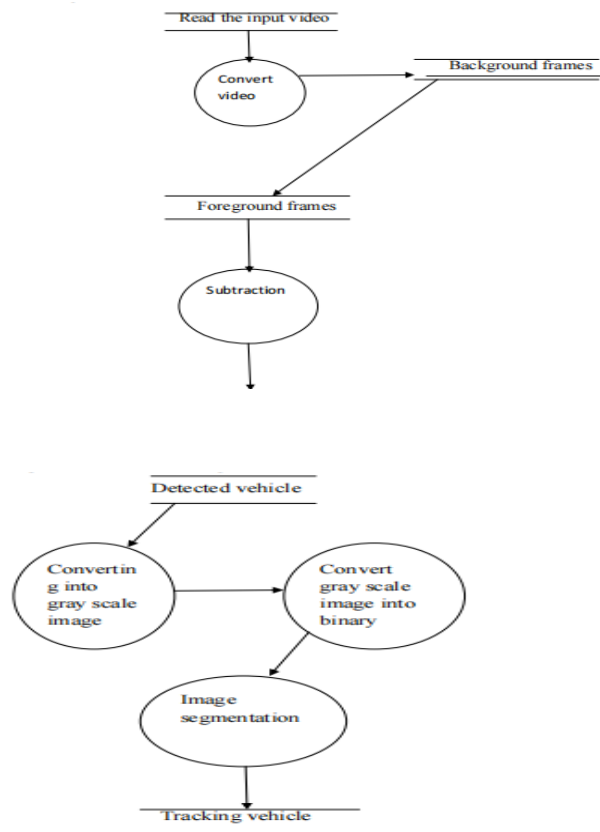 Read the input video
Convert
video
Background frames
Foreground frames
Subtraction
Detected vehicle
Convertin
g into
gray scale
image
Convert
gray scale
image into
binary
Image
segmentation
Tracking vehicle